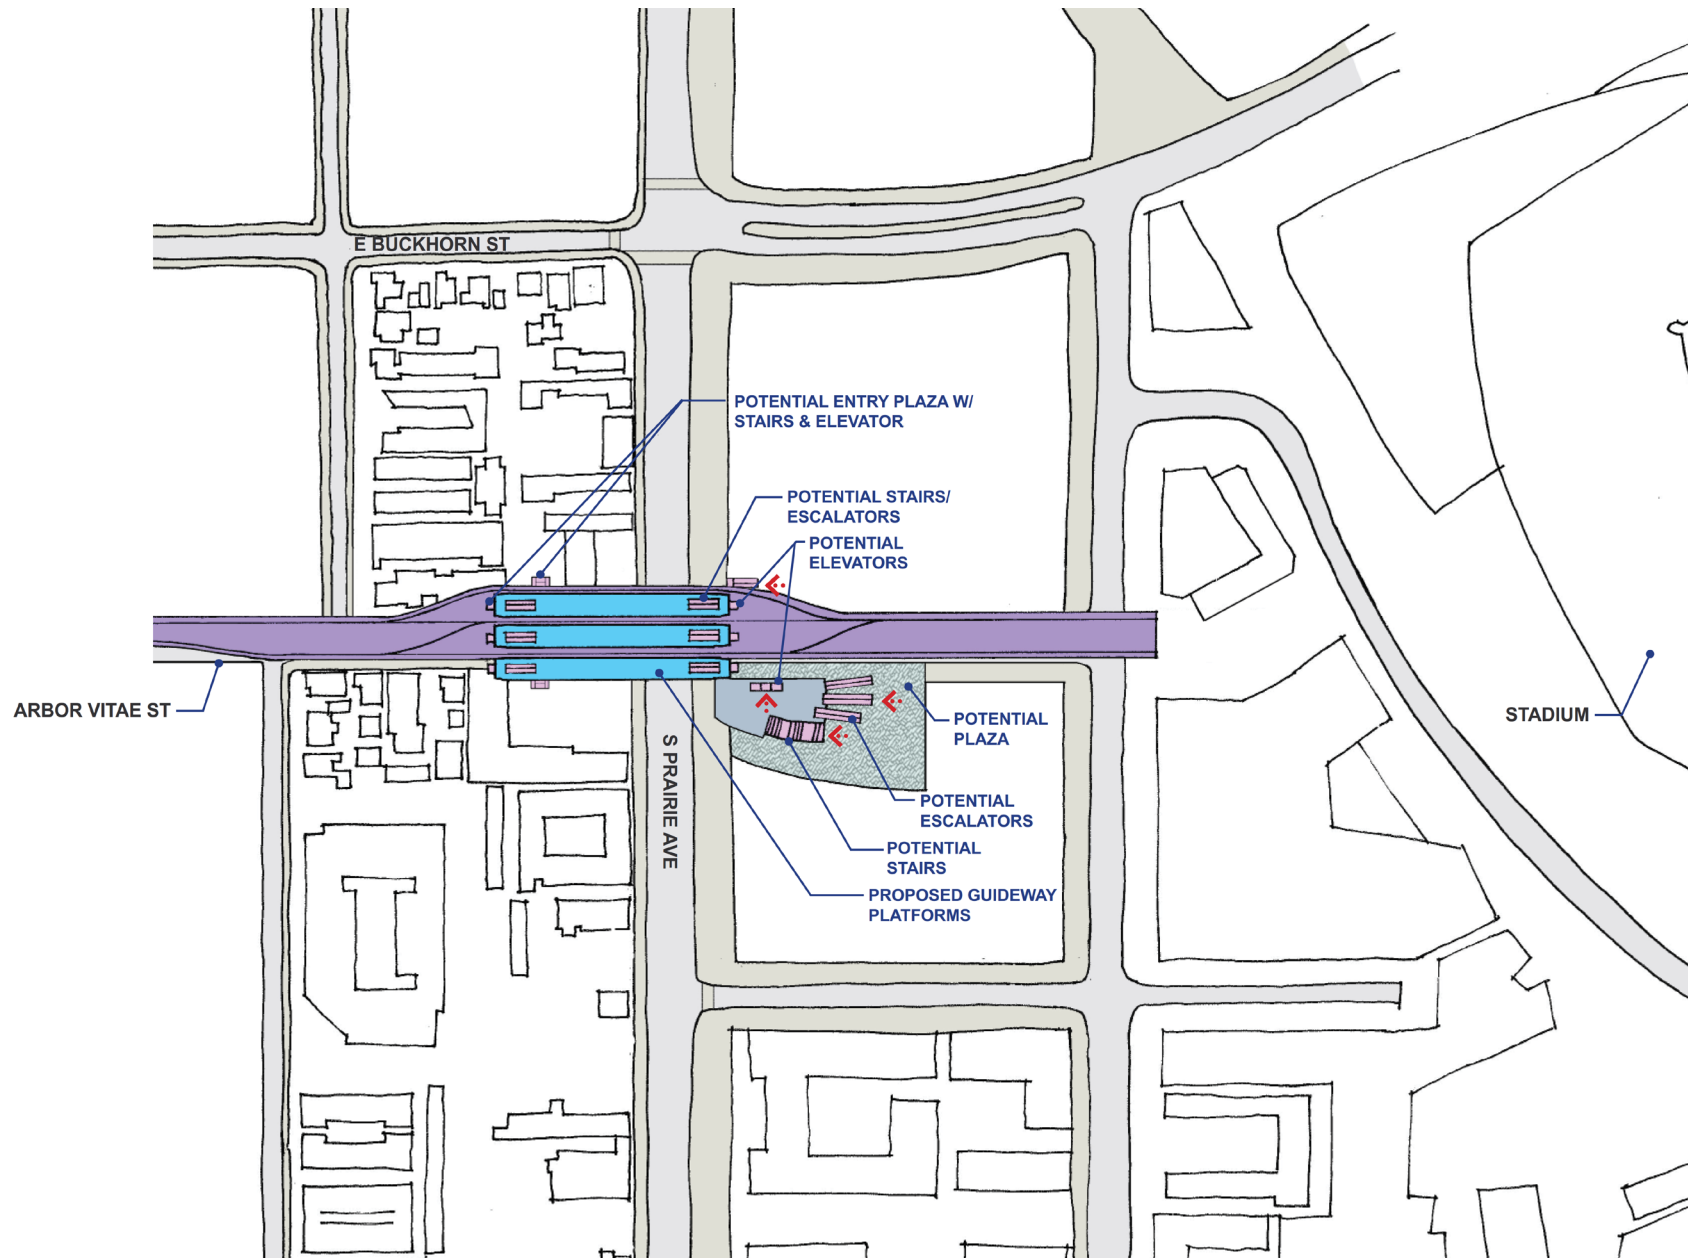 E BUCKHORN ST
POTENTIAL ENTRY PLAZA W/
STAIRS & ELEVATOR
POTENTIAL STAIRS/
ESCALATORS
POTENTIAL
ELEVATORS
ARBOR VITAE ST
STADIUM
POTENTIAL
PLAZA
S PRAIRIE AVE
POTENTIAL
ESCALATORS
POTENTIAL
STAIRS
PROPOSED GUIDEWAY
PLATFORMS